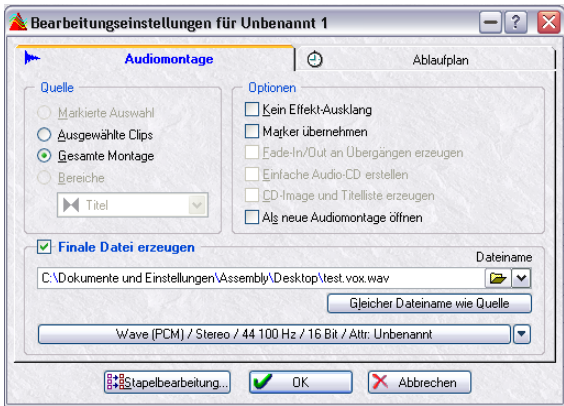 Bearbeitungseinstellungen für Unbenannt 1
Audiomontage
Ablaufplan
Quelle
Markierte Auswahl
Ausgewählte Clips
Gesamte Montage
Bereiche
Titel
Optionen
Kein Effekt-Ausklang
Marker übernehmen
Fade-In/Out an Übergängen erzeugen
Einfache Audio-CD erstellen
CD-Image und Titelliste erzeugen
Als neue Audiomontage öffnen
Finale Datei erzeugen
Dateiname
C:\Dokumente und Einstellungen\Assembly\Desktop\test.vox.wav
Gleicher Dateiname wie Quelle
Wave (PCM) / Stereo / 44 100 Hz / 16 Bit / Attr: Unbenannt
Stapelbearbeitung...
OK
Abbrechen